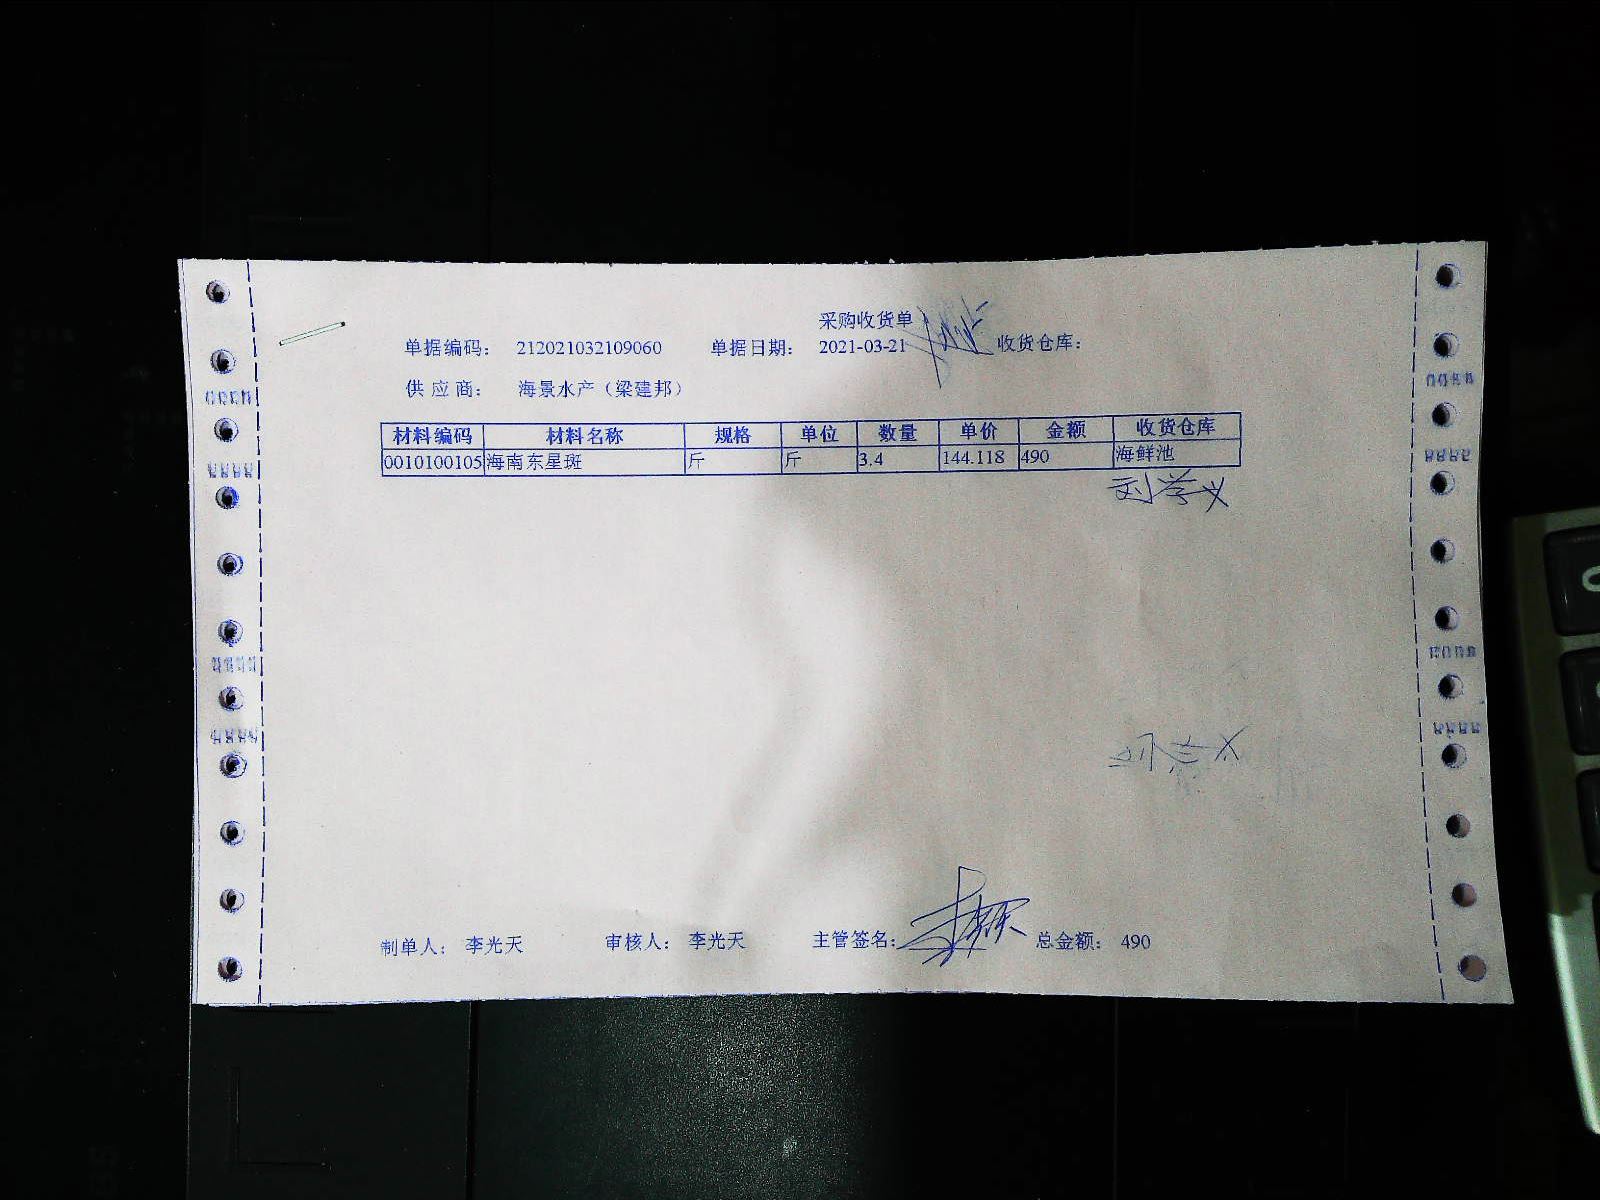 采购收货单
单据编码： 212021032109060 单据日期： 2021-03-21 收货仓库：
供应商： 海景水产（梁建邦）
材料编码 材料名称 规格 单位 数量 单价 金额 收货仓库
0010100105 海南东星斑 斤 斤 3.4 144.118 490 海鲜池
刘学义
制单人： 李光天 审核人： 李光天 主管签名： 总金额： 490